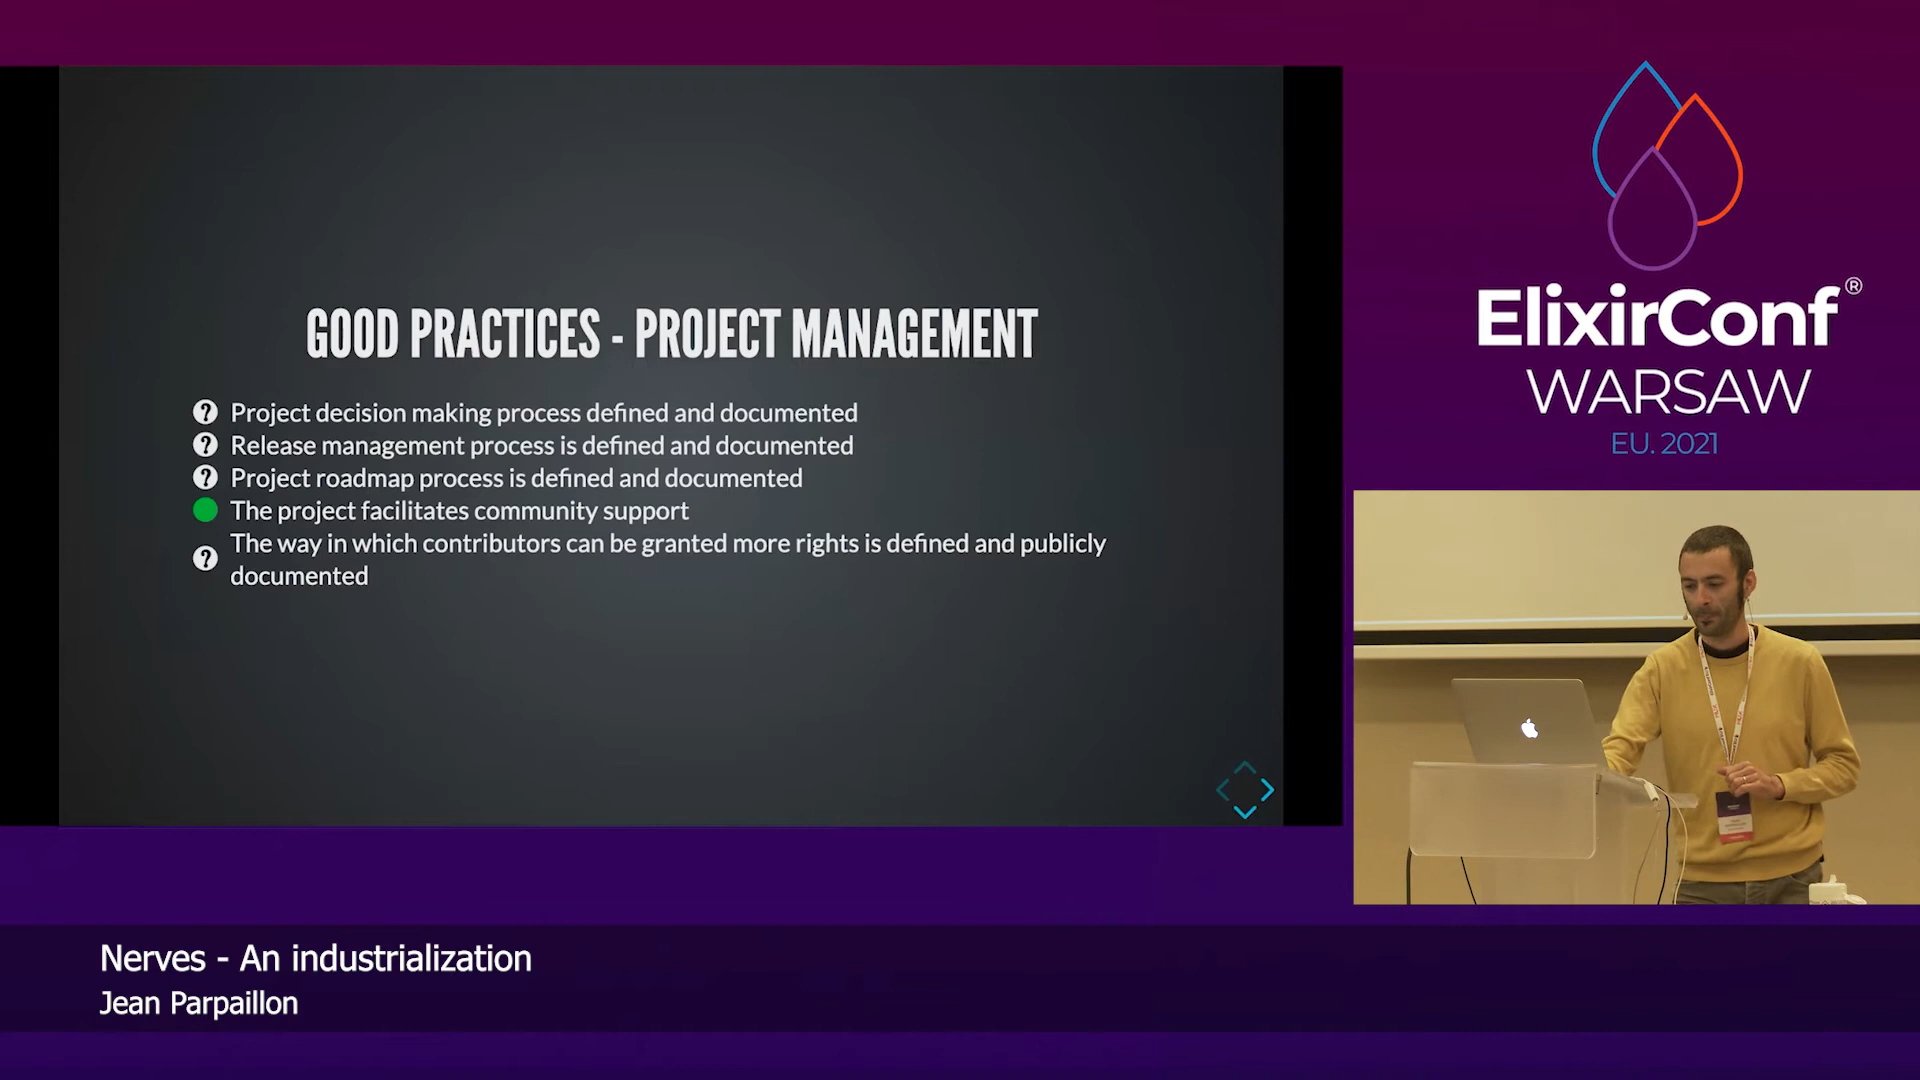 GOOD PRACTICES - PROJECT MANAGEMENT
? Project decision making process defined and documented
? Release management process is defined and documented
? Project roadmap process is defined and documented
The project facilitates community support
? The way in which contributors can be granted more rights is defined and publicly
documented
ElixirConf®
WARSAW
EU. 2021
Nerves - An industrialization
Jean Parpaillon